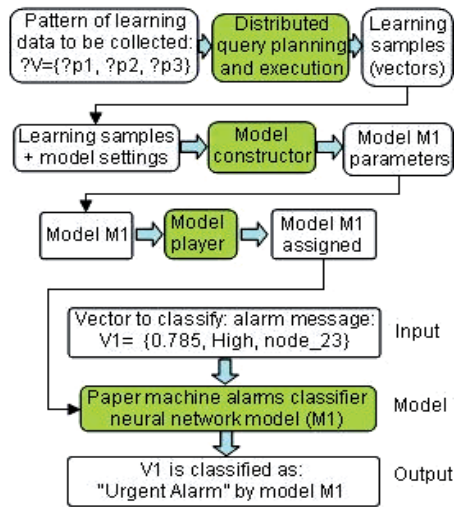 Pattern of learning
data to be collected:
?V={?p1, ?p2, ?p3}
Distributed
query planning
and execution
Learning
samples
(vectors)
Learning samples
+ model settings
Model
constructor
Model M1
parameters
Model M1
Model
player
Model M1
assigned
Vector to classify: alarm message:
V1= {0.785, High, node_23}
Input
Paper machine alarms classifier
neural network model (M1)
Model
V1 is classified as:
"Urgent Alarm" by model M1
Output